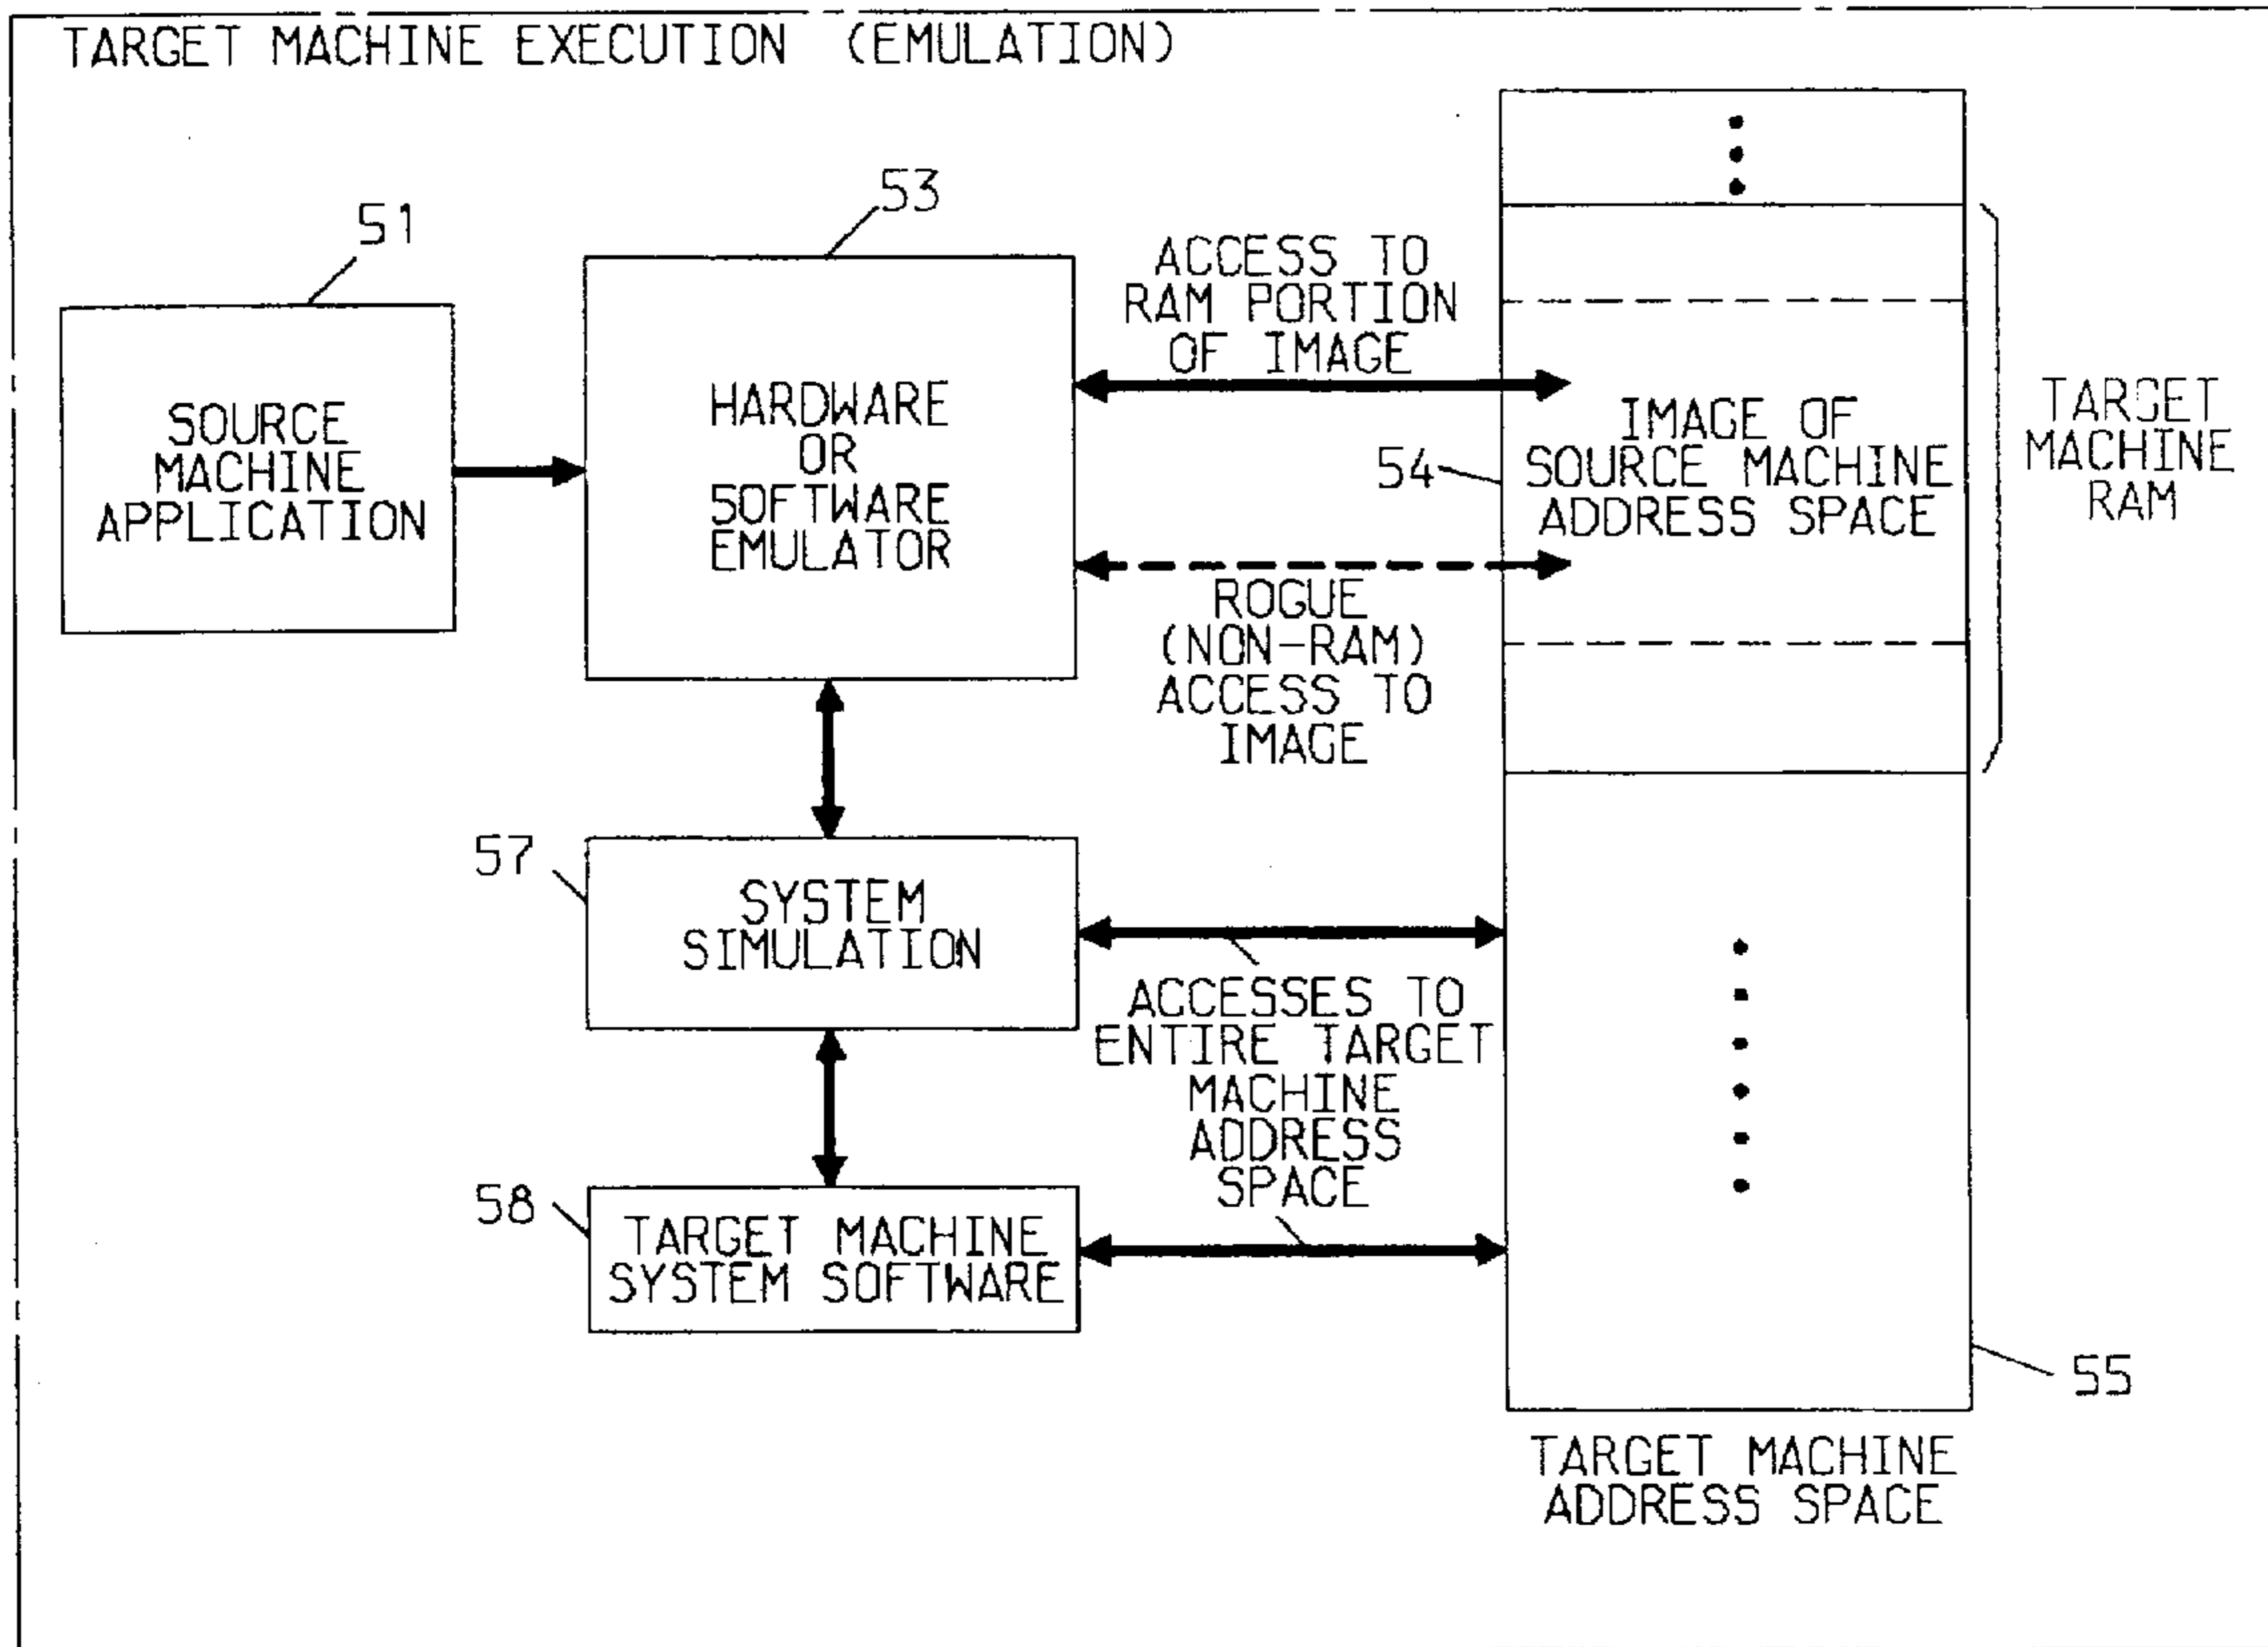 TARGET MACHINE EXECUTION (EMULATION)
51
SOURCE
MACHINE
APPLICATION
53
HARDWARE
OR
SOFTWARE
EMULATOR
ACCESS TO
RAM PORTION
OF IMAGE
54
IMAGE OF
SOURCE MACHINE
ADDRESS SPACE
TARGET
MACHINE
RAM
ROGUE
(NON-RAM)
ACCESS TO
IMAGE
57
SYSTEM
SIMULATION
ACCESSES TO
ENTIRE TARGET
MACHINE
ADDRESS
SPACE
58
TARGET MACHINE
SYSTEM SOFTWARE
55
TARGET MACHINE
ADDRESS SPACE